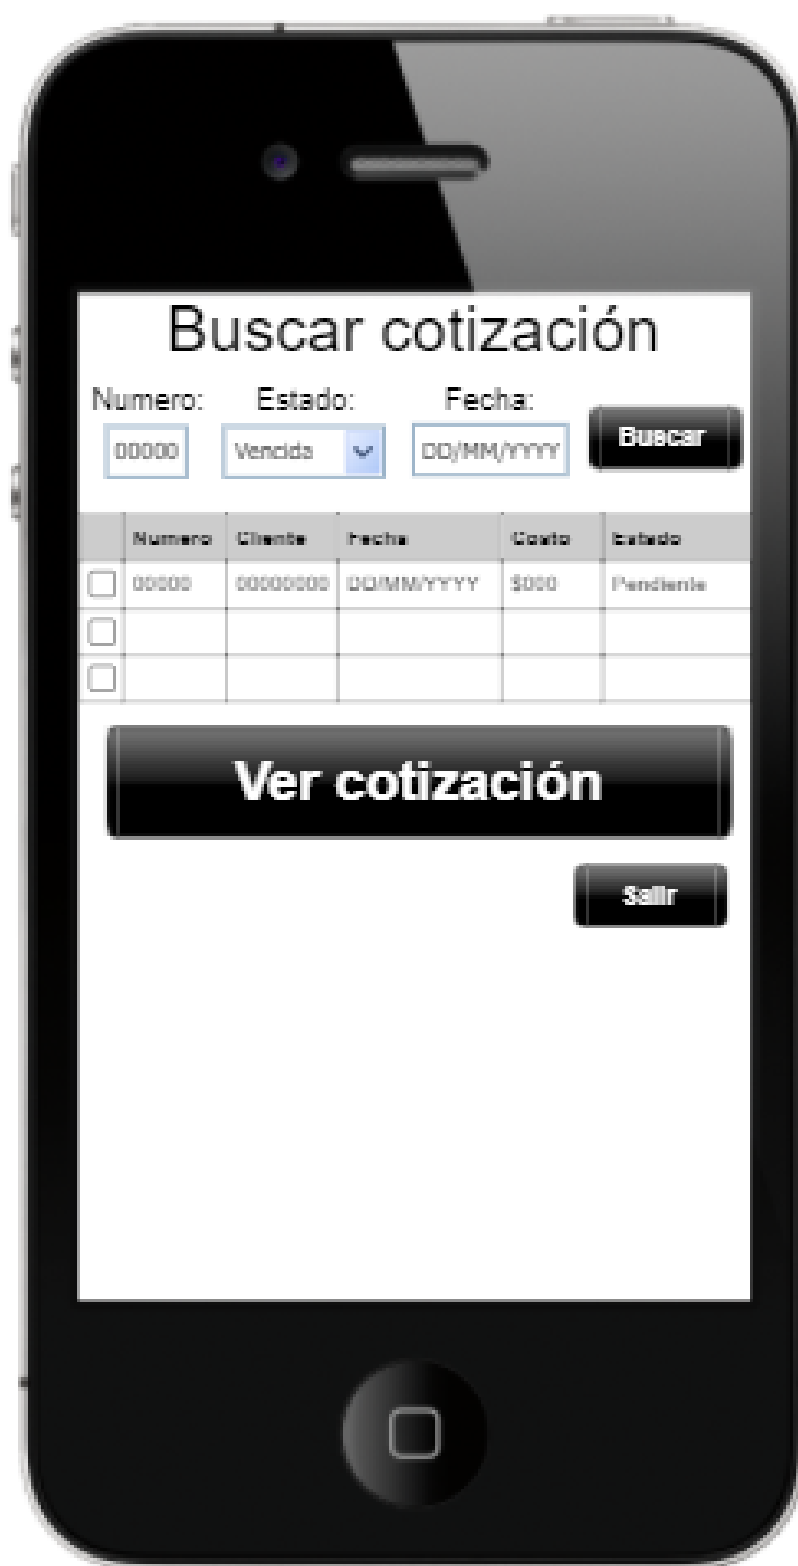 Buscar cotización
Numero: Estado: Fecha:
00000 Vencida DD/MM/YYYY Buscar
Numero Cliente Fecha Costo Estado
00000 00000000 DD/MM/YYYY $000 Pendiente
Ver cotización
Salir